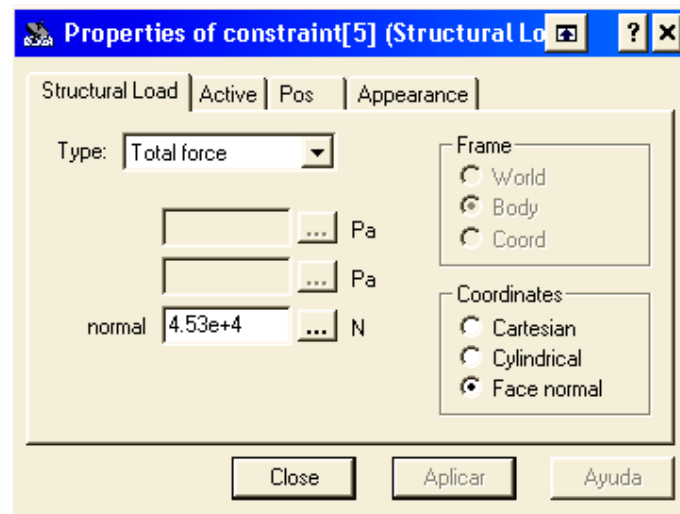 Properties of constraint[5] (Structural Lo
Structural Load Active Pos Appearance
Type: Total force
Frame
World
Body
Coord
... Pa
... Pa
normal 4.53e+4 ... N
Coordinates
Cartesian
Cylindrical
Face normal
Close Aplicar Ayuda